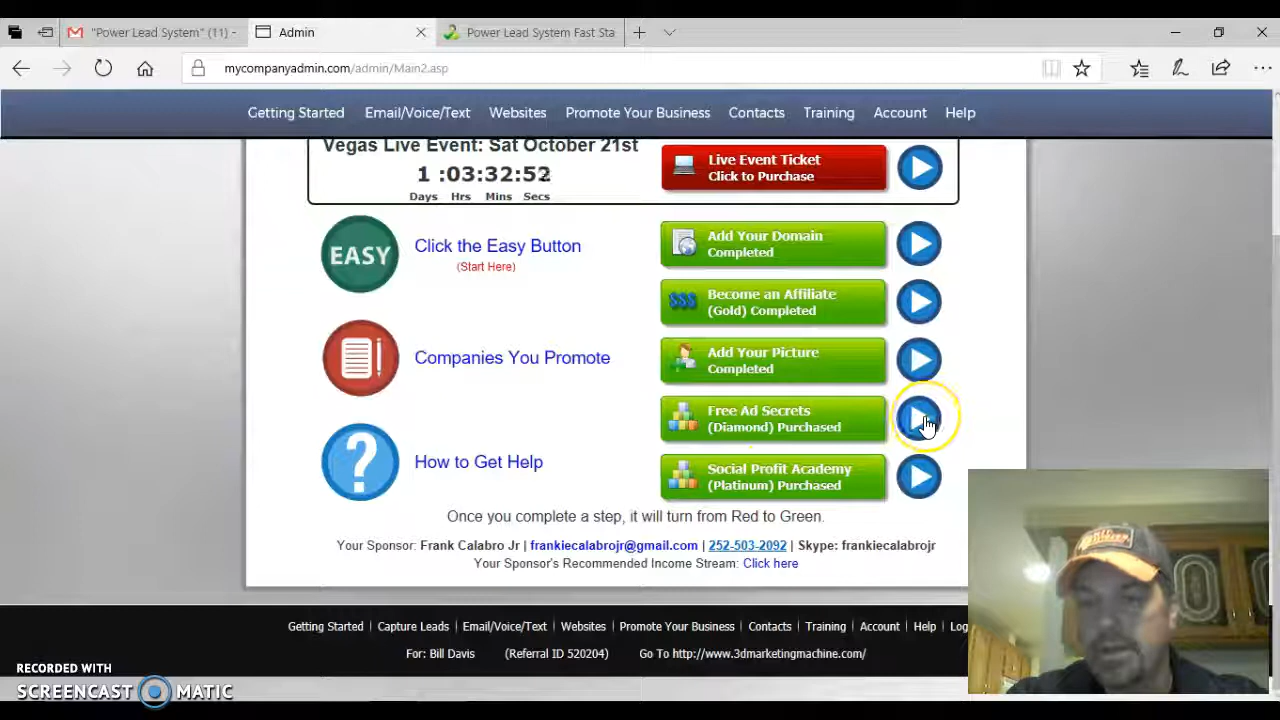 "Power Lead System" (11) -
Admin
Power Lead System Fast Sta
mycompanyadmin.com/admin/Main2.asp
Getting Started Email/Voice/Text Websites Promote Your Business Contacts Training Account Help
Vegas Live Event: Sat October 21st
1 :03:32:52
Days Hrs Mins Secs
Live Event Ticket
Click to Purchase
EASY
Click the Easy Button
(Start Here)
Add Your Domain
Completed
$$$
Become an Affiliate
(Gold) Completed
Companies You Promote
Add Your Picture
Completed
Free Ad Secrets
(Diamond) Purchased
?
How to Get Help
Social Profit Academy
(Platinum) Purchased
Once you complete a step, it will turn from Red to Green.
Your Sponsor: Frank Calabro Jr | frankiecalabrojr@gmail.com | 252-503-2092 | Skype: frankiecalabrojr
Your Sponsor's Recommended Income Stream: Click here
Getting Started | Capture Leads | Email/Voice/Text | Websites | Promote Your Business | Contacts | Training | Account | Help | Log
For: Bill Davis (Referral ID 520204) Go To http://www.3dmarketingmachine.com/
RECORDED WITH
SCREENCAST MATIC